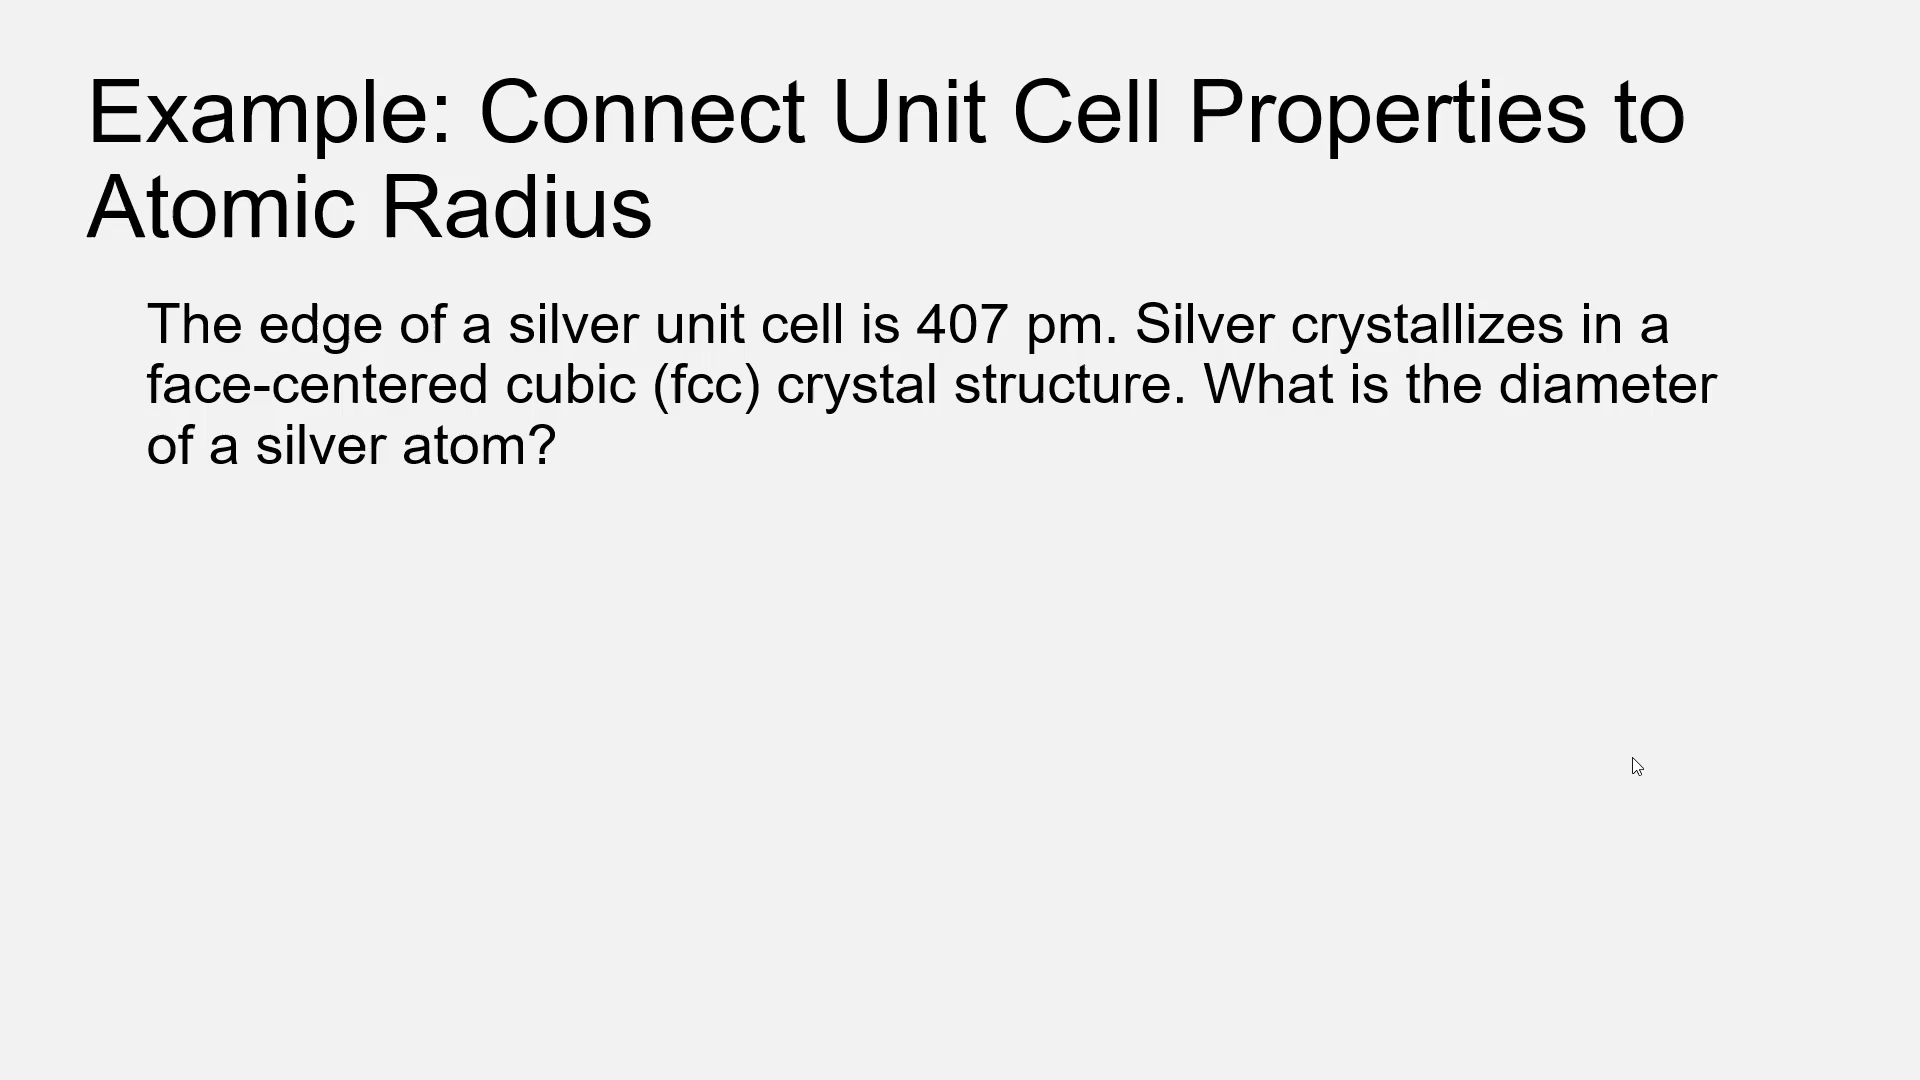 Example: Connect Unit Cell Properties to
Atomic Radius
The edge of a silver unit cell is 407 pm. Silver crystallizes in a
face-centered cubic (fcc) crystal structure. What is the diameter
of a silver atom?